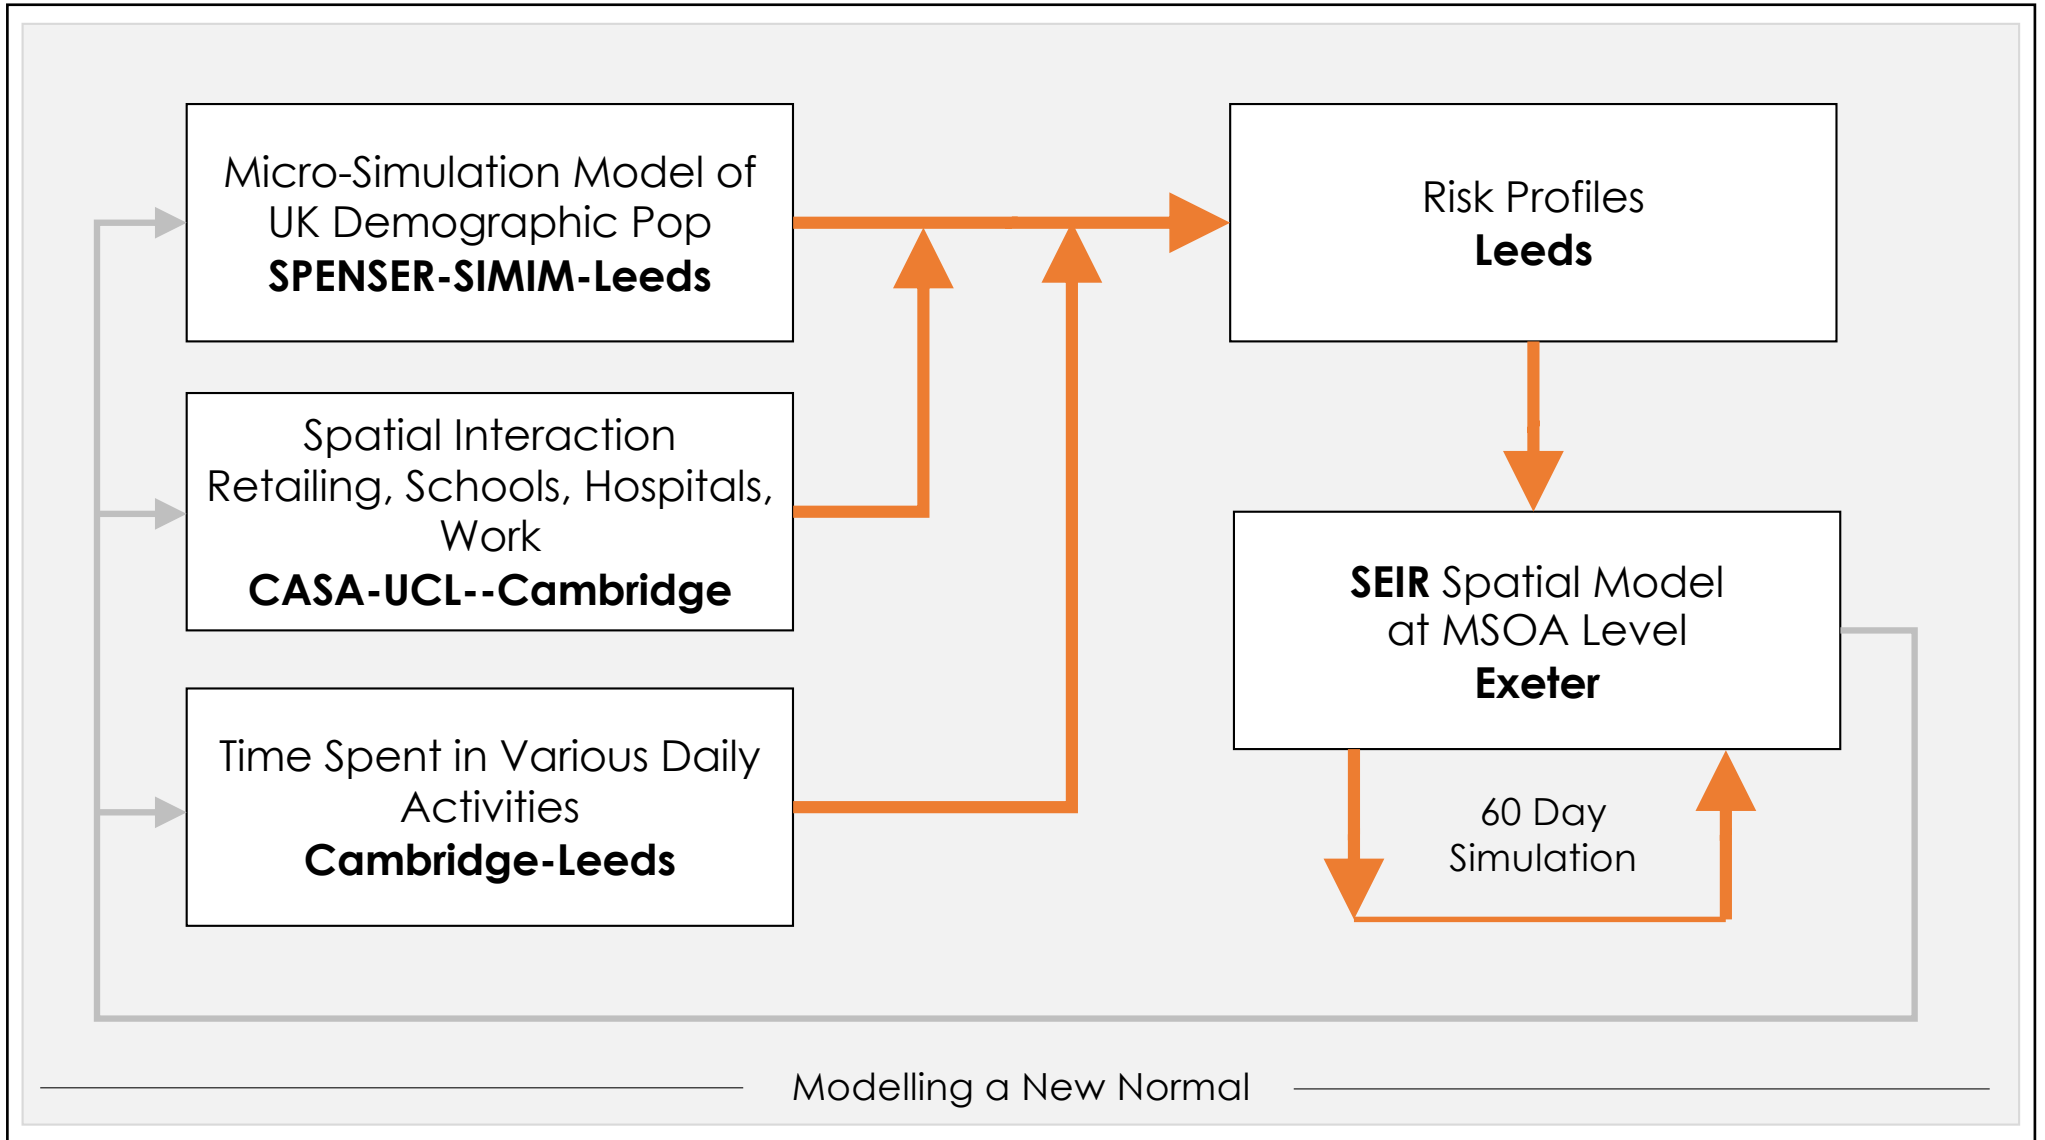 Micro-Simulation Model of
UK Demographic Pop
SPENSER-SIMIM-Leeds
Spatial Interaction
Retailing, Schools, Hospitals,
Work
CASA-UCL--Cambridge
Time Spent in Various Daily
Activities
Cambridge-Leeds
Risk Profiles
Leeds
SEIR Spatial Model
at MSOA Level
Exeter
60 Day
Simulation
Modelling a New Normal